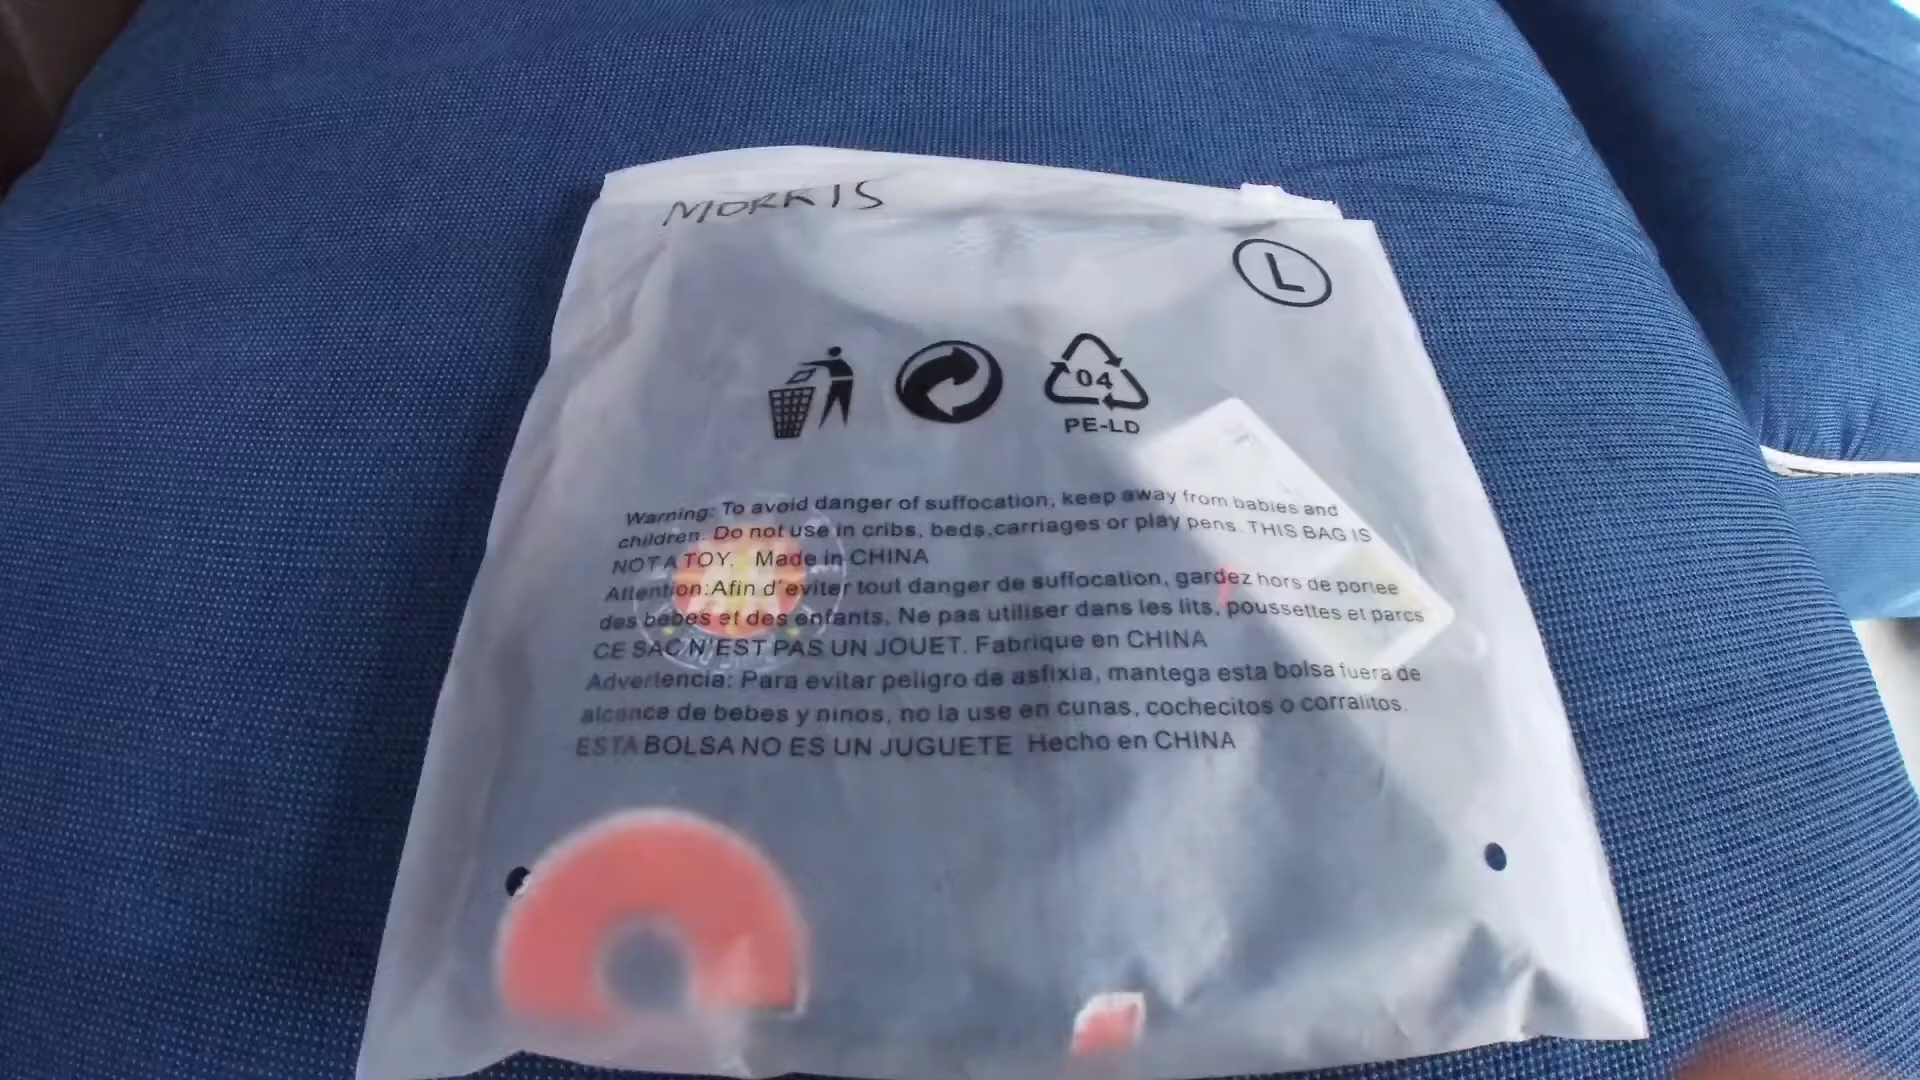 MORRIS
L
04
PE-LD
Warning: To avoid danger of suffocation, keep away from babies and
children. Do not use in cribs, beds,carriages or play pens. THIS BAG IS
NOT A TOY. Made in CHINA
Attention:Afin d'eviter tout danger de suffocation, gardez hors de portee
des bebes et des enfants. Ne pas utiliser dans les lits, poussettes et parcs
CE SAC N'EST PAS UN JOUET. Fabrique en CHINA
Advertencia: Para evitar peligro de asfixia, mantega esta bolsa fuera de
alcance de bebes y ninos, no la use en cunas, cochecitos o corralitos.
ESTA BOLSA NO ES UN JUGUETE Hecho en CHINA